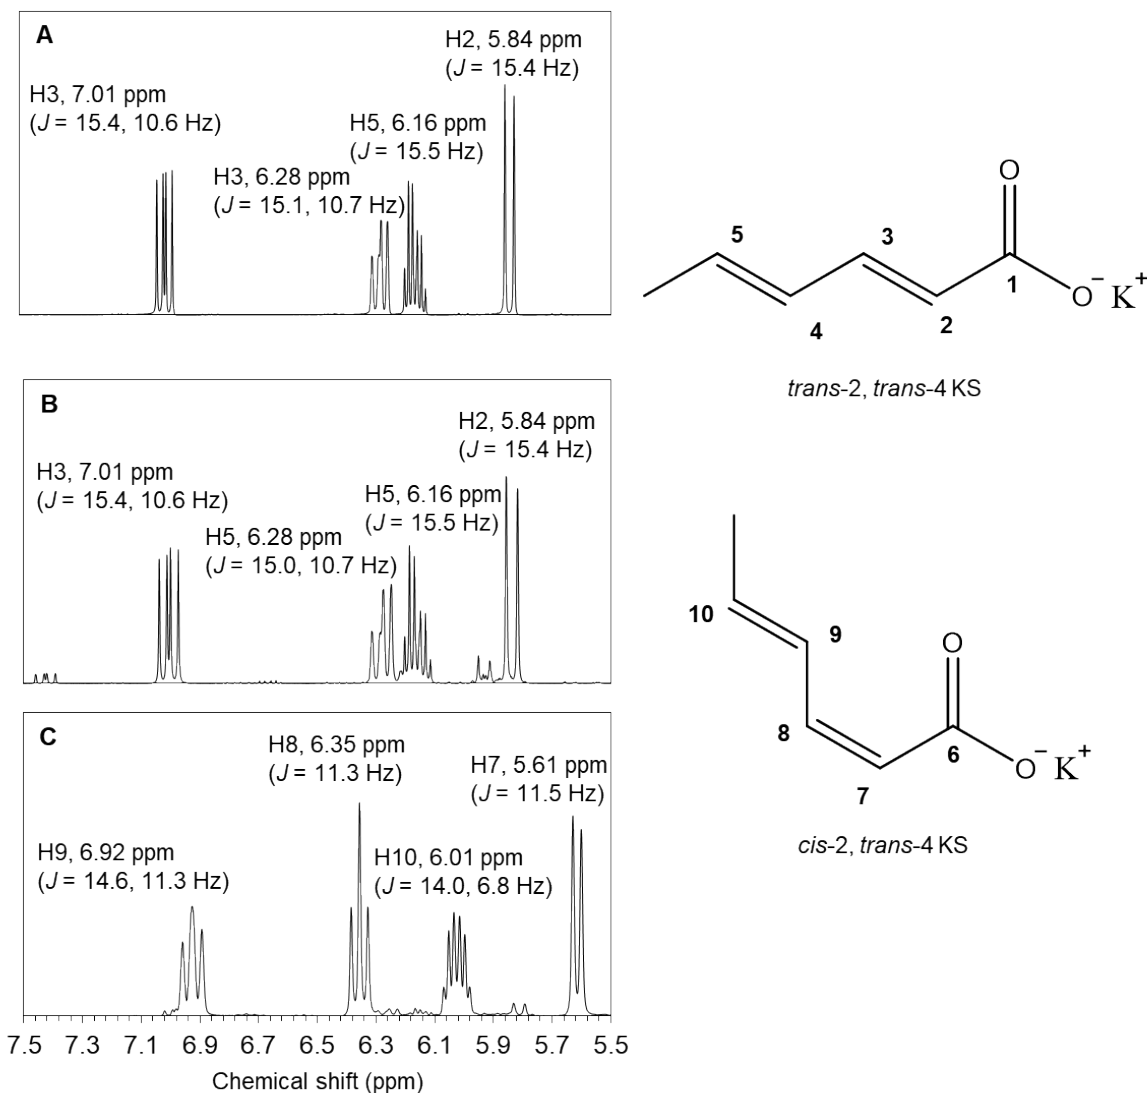 A
H2, 5.84 ppm
(J = 15.4 Hz)
H3, 7.01 ppm
(J = 15.4, 10.6 Hz)
H5, 6.16 ppm
(J = 15.5 Hz)
H3, 6.28 ppm
(J = 15.1, 10.7 Hz)
O
5
3
1
O⁻ K⁺
4
2
trans-2, trans-4 KS
B
H2, 5.84 ppm
(J = 15.4 Hz)
H3, 7.01 ppm
(J = 15.4, 10.6 Hz)
H5, 6.16 ppm
(J = 15.5 Hz)
H5, 6.28 ppm
(J = 15.0, 10.7 Hz)
10
9
O
8
6
O⁻ K⁺
7
cis-2, trans-4 KS
C
H8, 6.35 ppm
(J = 11.3 Hz)
H7, 5.61 ppm
(J = 11.5 Hz)
H9, 6.92 ppm
(J = 14.6, 11.3 Hz)
H10, 6.01 ppm
(J = 14.0, 6.8 Hz)
7.5 7.3 7.1 6.9 6.7 6.5 6.3 6.1 5.9 5.7 5.5
Chemical shift (ppm)